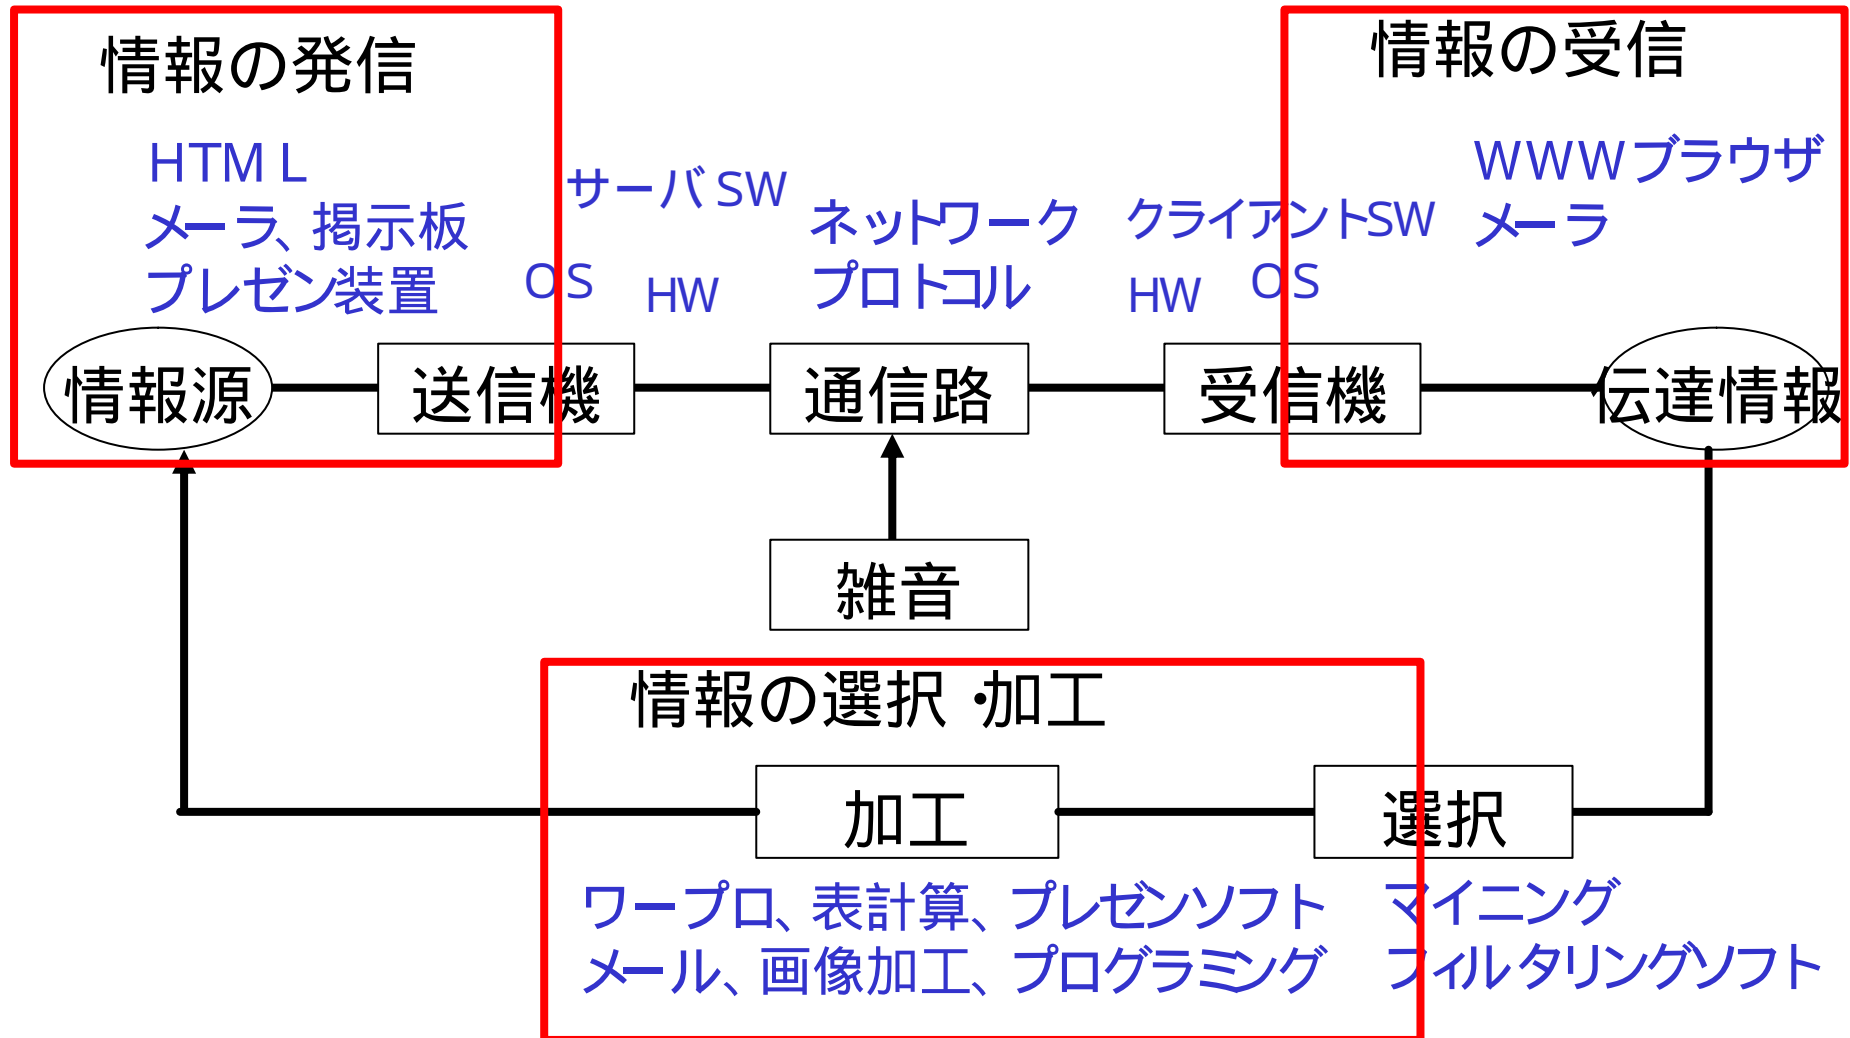 情報の発信
HTML
メーラ、掲示板
プレゼン装置
サーバSW
OS
HW
ネットワーク
プロトコル
クライアントSW
HW
OS
情報の受信
WWWブラウザ
メーラ
情報源
送信機
通信路
受信機
伝達情報
雑音
情報の選択・加工
加工
選択
ワープロ、表計算、プレゼンソフト
メール、画像加工、プログラミング
マイニング
フィルタリングソフト